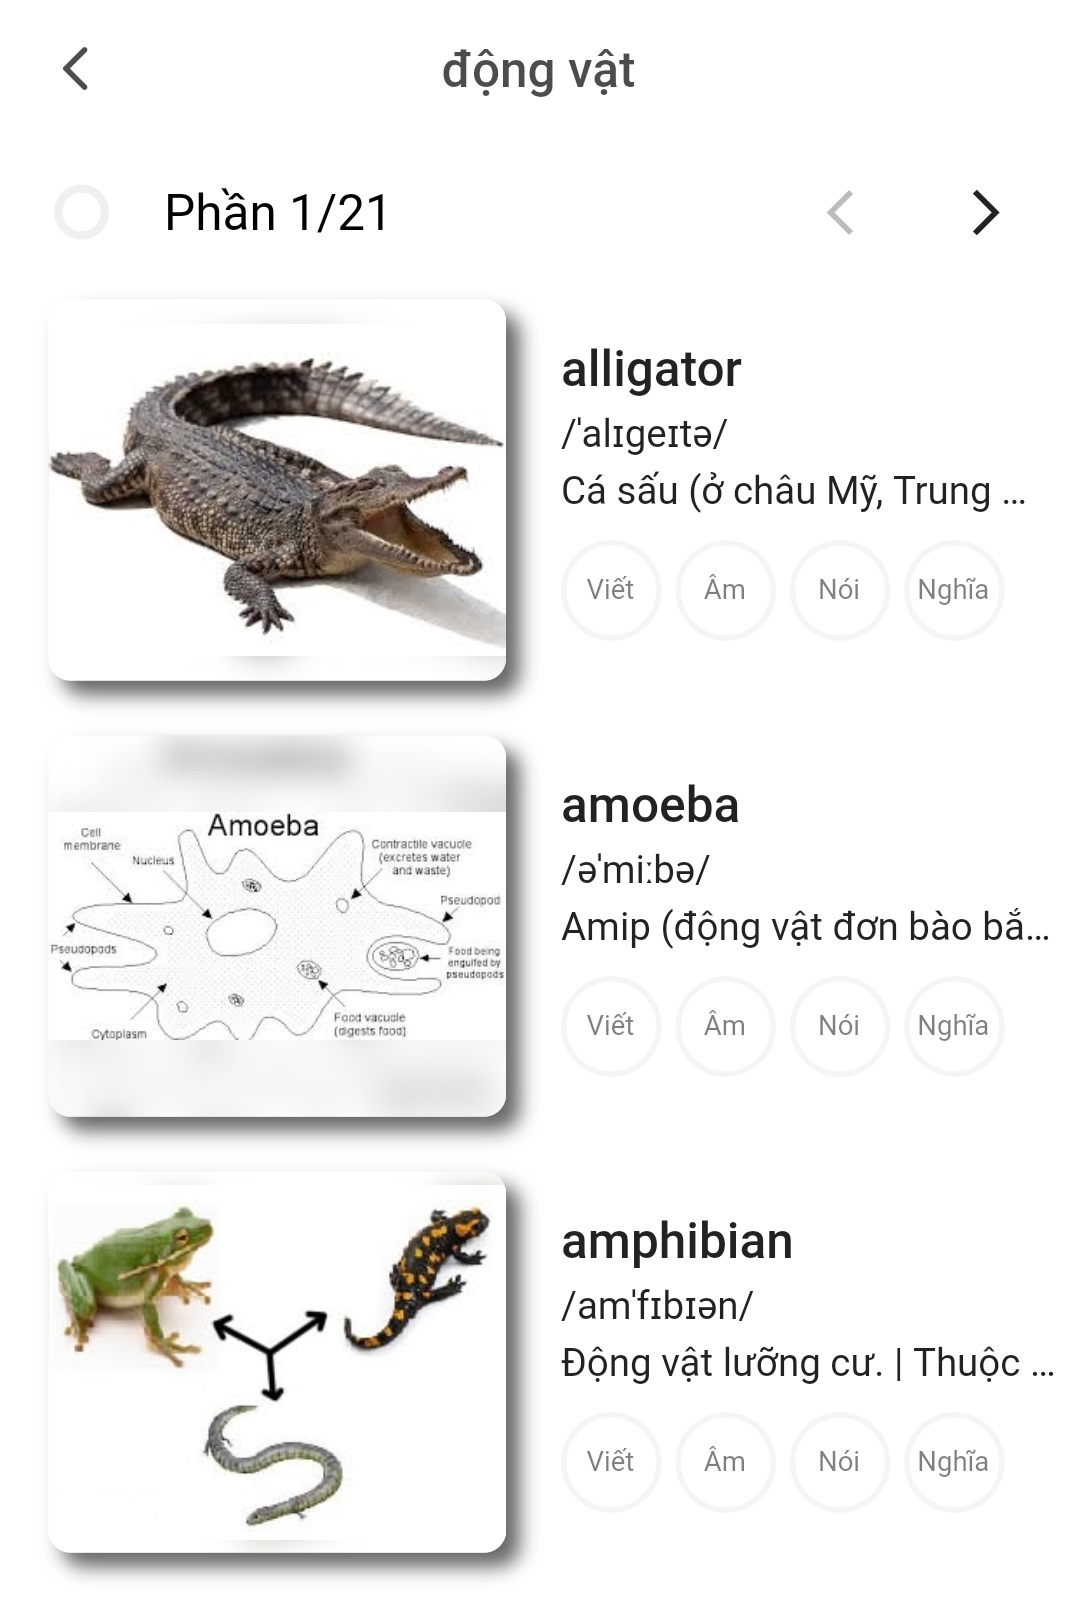 động vật
Phần 1/21
alligator
/ˈalɪɡeɪtə/
Cá sấu (ở châu Mỹ, Trung ...
Viết Âm Nói Nghĩa
Amoeba
Cell
membrane
Nucleus
Contractile vacuole
(excretes water
and waste)
Pseudopod
Pseudopods
Food being
engulfed by
pseudopods
Food vacuole
(digests food)
Cytoplasm
amoeba
/əˈmiːbə/
Amip (động vật đơn bào bắ...
Viết Âm Nói Nghĩa
amphibian
/amˈfɪbɪən/
Động vật lưỡng cư. | Thuộc ...
Viết Âm Nói Nghĩa